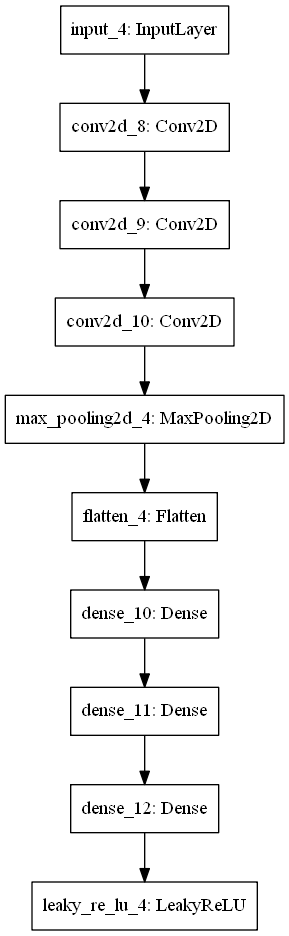 input_4: InputLayer
conv2d_8: Conv2D
conv2d_9: Conv2D
conv2d_10: Conv2D
max_pooling2d_4: MaxPooling2D
flatten_4: Flatten
dense_10: Dense
dense_11: Dense
dense_12: Dense
leaky_re_lu_4: LeakyReLU